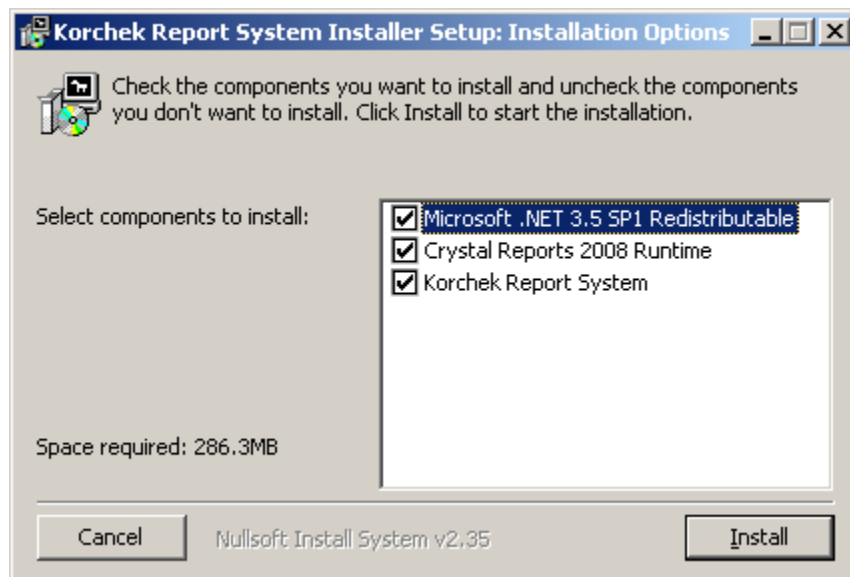 Korchek Report System Installer Setup: Installation Options
Check the components you want to install and uncheck the components
you don't want to install. Click Install to start the installation.
Select components to install:
Microsoft .NET 3.5 SP1 Redistributable
Crystal Reports 2008 Runtime
Korchek Report System
Space required: 286.3MB
Cancel
Nullsoft Install System v2.35
Install